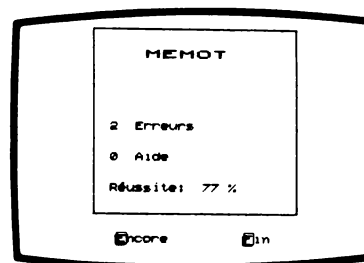 MEMOT
2 Erreurs
0 Aide
Réussite: 77 %
Encore Fin